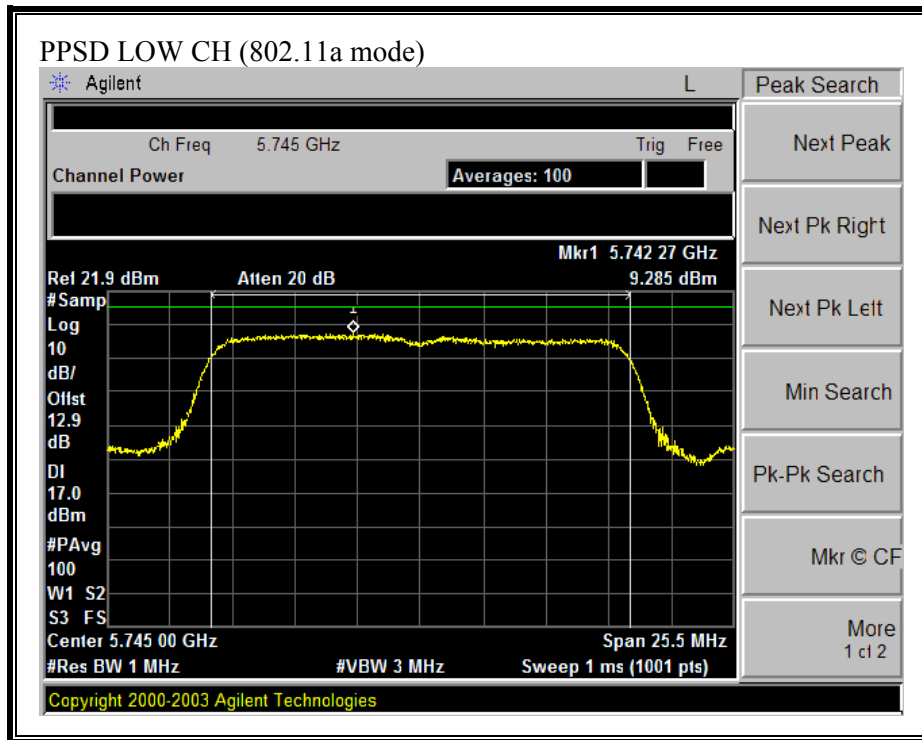 PPSD LOW CH (802.11a mode)
Agilent L Peak Search
Ch Freq 5.745 GHz Trig Free
Channel Power Averages: 100
Mkr1 5.742 27 GHz
Ref 21.9 dBm Atten 20 dB 9.285 dBm
#Samp
Log
10
dB/
Offst
12.9
dB
DI
17.0
dBm
#PAvg
100
W1 S2
S3 FS
1
Center 5.745 00 GHz Span 25.5 MHz
#Res BW 1 MHz #VBW 3 MHz Sweep 1 ms (1001 pts)
Copyright 2000-2003 Agilent Technologies
Next Peak
Next Pk Right
Next Pk Left
Min Search
Pk-Pk Search
Mkr © CF
More
1 of 2